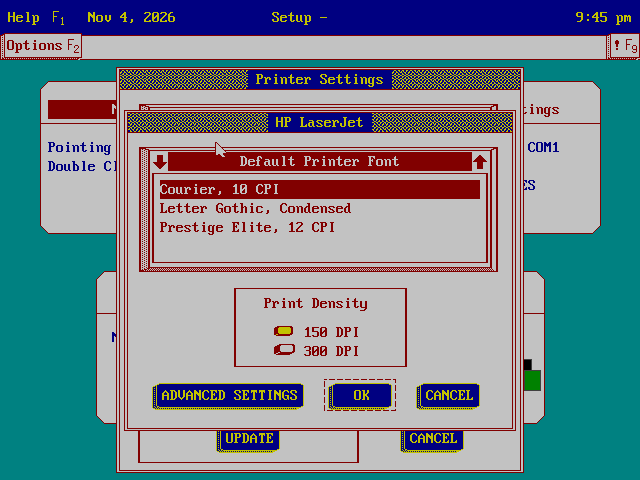 Help F1 Nov 4, 2026 Setup – 9:45 pm
Options F2 ! F9
Printer Settings
tings
HP LaserJet
Pointing
COM1
Double Cl
ES
Default Printer Font
Courier, 10 CPI
Letter Gothic, Condensed
Prestige Elite, 12 CPI
Print Density
150 DPI
300 DPI
ADVANCED SETTINGS OK CANCEL
UPDATE CANCEL